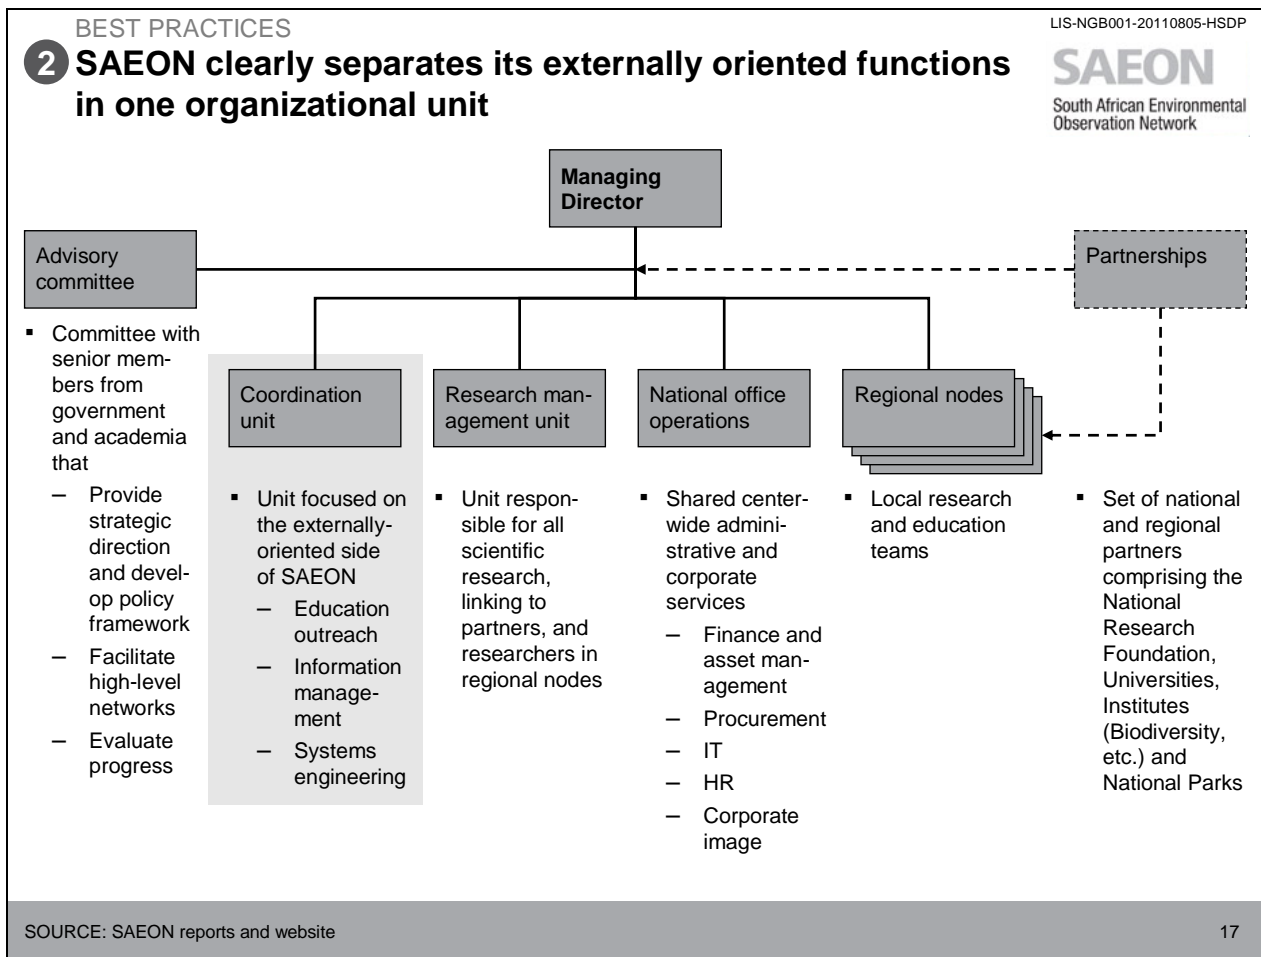 BEST PRACTICES
LIS-NGB001-20110805-HSDP
2 SAEON clearly separates its externally oriented functions
in one organizational unit
SAEON
South African Environmental
Observation Network
Managing
Director
Advisory
committee
Partnerships
▪ Committee with
senior mem-
bers from
government
and academia
that
– Provide
strategic
direction
and devel-
op policy
framework
– Facilitate
high-level
networks
– Evaluate
progress
Coordination
unit
▪ Unit focused on
the externally-
oriented side
of SAEON
– Education
outreach
– Information
manage-
ment
– Systems
engineering
Research man-
agement unit
▪ Unit respon-
sible for all
scientific
research,
linking to
partners, and
researchers in
regional nodes
National office
operations
▪ Shared center-
wide admini-
strative and
corporate
services
– Finance and
asset man-
agement
– Procurement
– IT
– HR
– Corporate
image
Regional nodes
▪ Local research
and education
teams
▪ Set of national
and regional
partners
comprising the
National
Research
Foundation,
Universities,
Institutes
(Biodiversity,
etc.) and
National Parks
SOURCE: SAEON reports and website
17